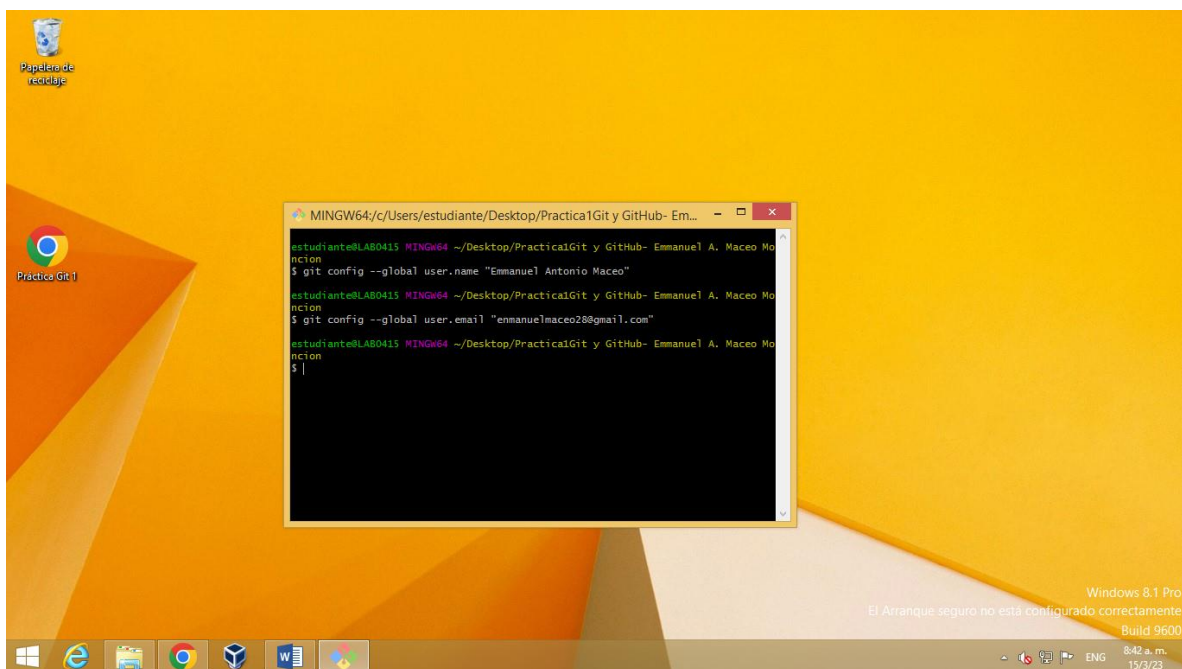 Papelera de
reciclaje
Práctica Git 1
MINGW64:/c/Users/estudiante/Desktop/Practica1Git y GitHub- Em...
estudiante@LAB0415 MINGW64 ~/Desktop/Practica1Git y GitHub- Emmanuel A. Maceo Mo
ncion
$ git config --global user.name "Emmanuel Antonio Maceo"
estudiante@LAB0415 MINGW64 ~/Desktop/Practica1Git y GitHub- Emmanuel A. Maceo Mo
ncion
$ git config --global user.email "enmanuelmaceo28@gmail.com"
estudiante@LAB0415 MINGW64 ~/Desktop/Practica1Git y GitHub- Emmanuel A. Maceo Mo
ncion
$
Windows 8.1 Pro
El Arranque seguro no está configurado correctamente
Build 9600
ENG
8:42 a. m.
15/3/23